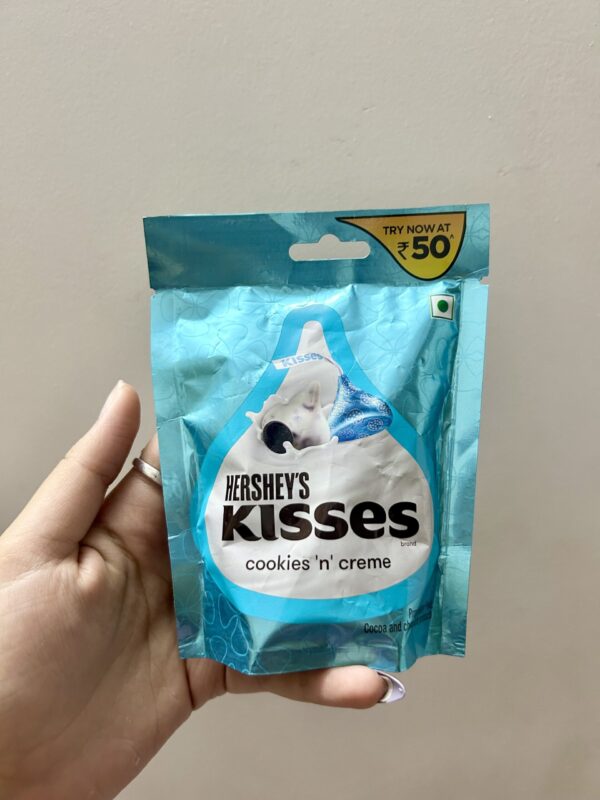 TRY NOW AT
₹50^
KISSES
HERSHEY'S
KISSES
brand
cookies 'n' creme
Cocoa and